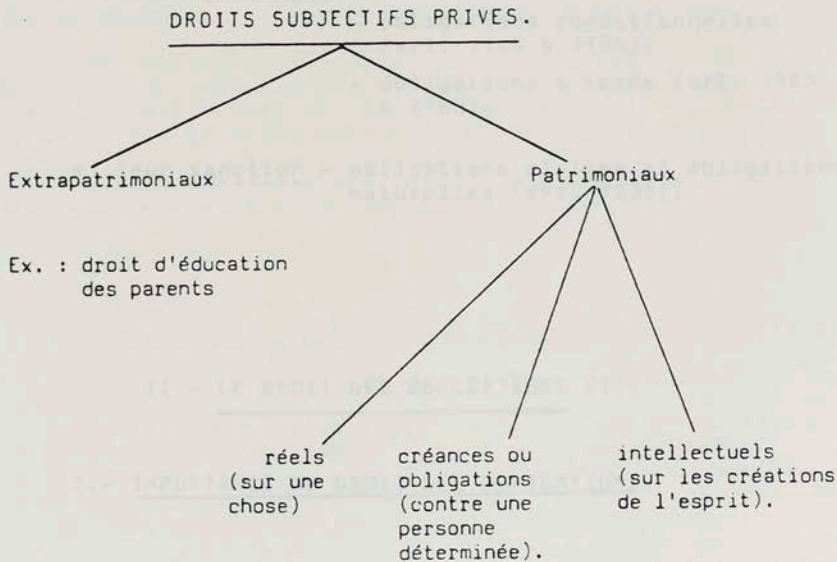 DROITS SUBJECTIFS PRIVES.
Extrapatrimoniaux
Patrimoniaux
Ex. : droit d'éducation
des parents
réels
(sur une
chose)
créances ou
obligations
(contre une
personne
déterminée).
intellectuels
(sur les créations
de l'esprit).